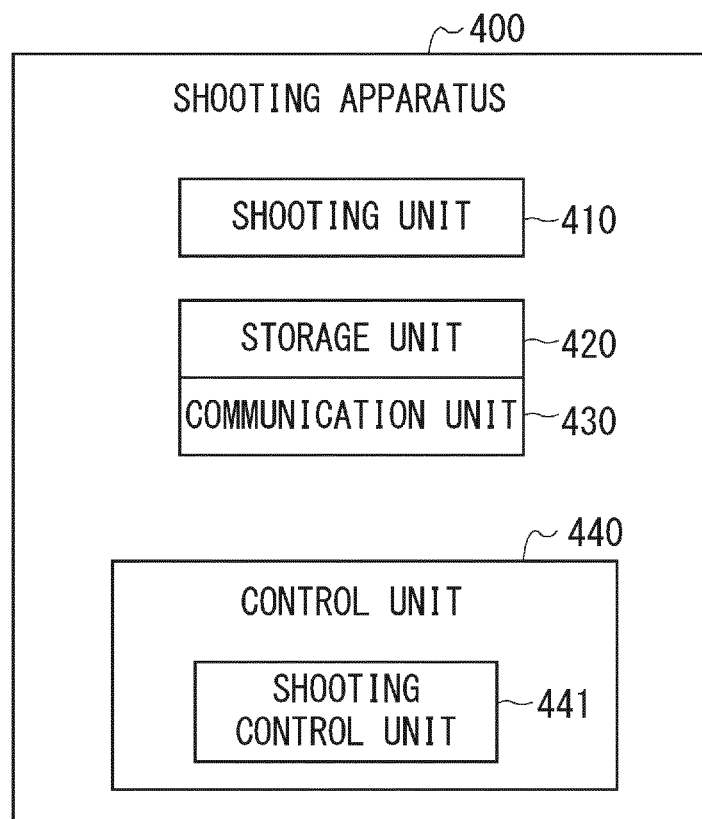 400
SHOOTING APPARATUS
SHOOTING UNIT
410
STORAGE UNIT
420
COMMUNICATION UNIT
430
440
CONTROL UNIT
SHOOTING
CONTROL UNIT
441